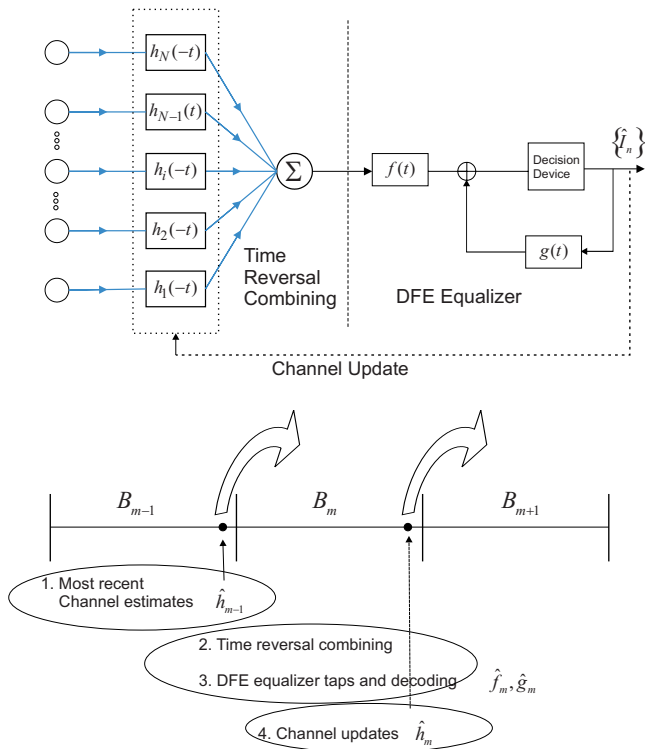 h_N(−t)
h_{N−1}(t)
h_i(−t)
h_2(−t)
h_1(−t)
Σ
Time
Reversal
Combining
f(t)
Decision
Device
{Î_n}
g(t)
DFE Equalizer
Channel Update
B_{m−1}
B_m
B_{m+1}
1. Most recent
Channel estimates ĥ_{m−1}
2. Time reversal combining
3. DFE equalizer taps and decoding f̂_m, ĝ_m
4. Channel updates ĥ_m